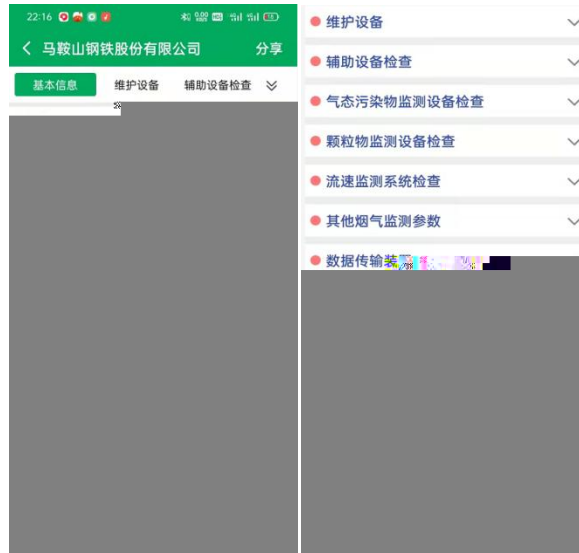 22:16
马鞍山钢铁股份有限公司
分享
基本信息
维护设备
辅助设备检查
维护设备
辅助设备检查
气态污染物监测设备检查
颗粒物监测设备检查
流速监测系统检查
其他烟气监测参数
数据传输装